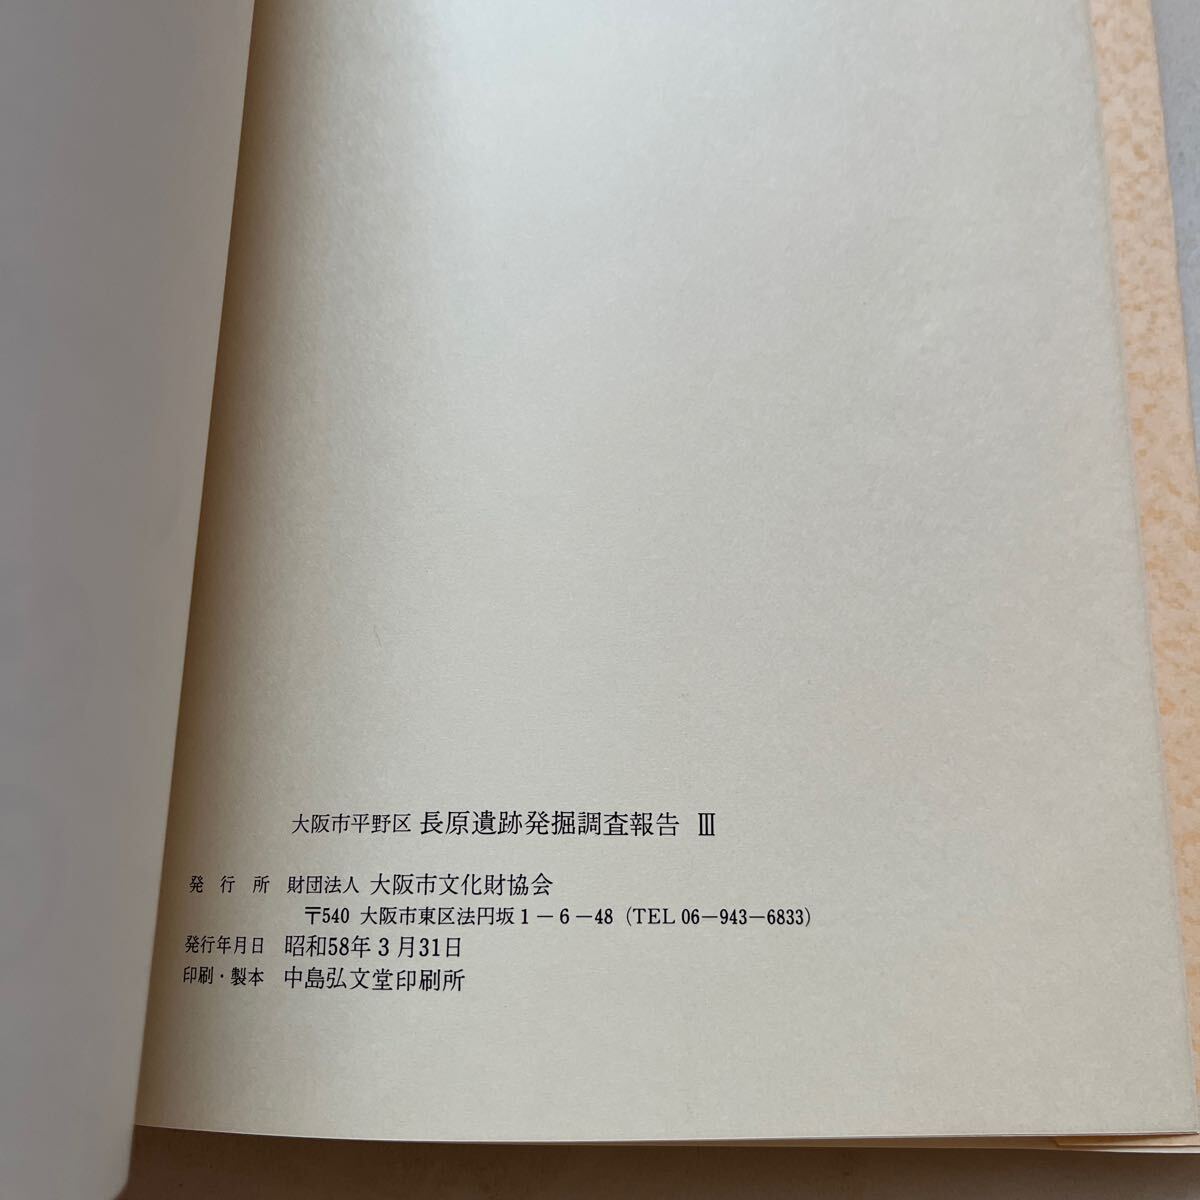 大阪市平野区 長原遺跡発掘調査報告 Ⅲ
発行所 財団法人 大阪市文化財協会
〒540 大阪市東区法円坂1－6－48（TEL 06－943－6833）
発行年月日 昭和58年3月31日
印刷・製本 中島弘文堂印刷所